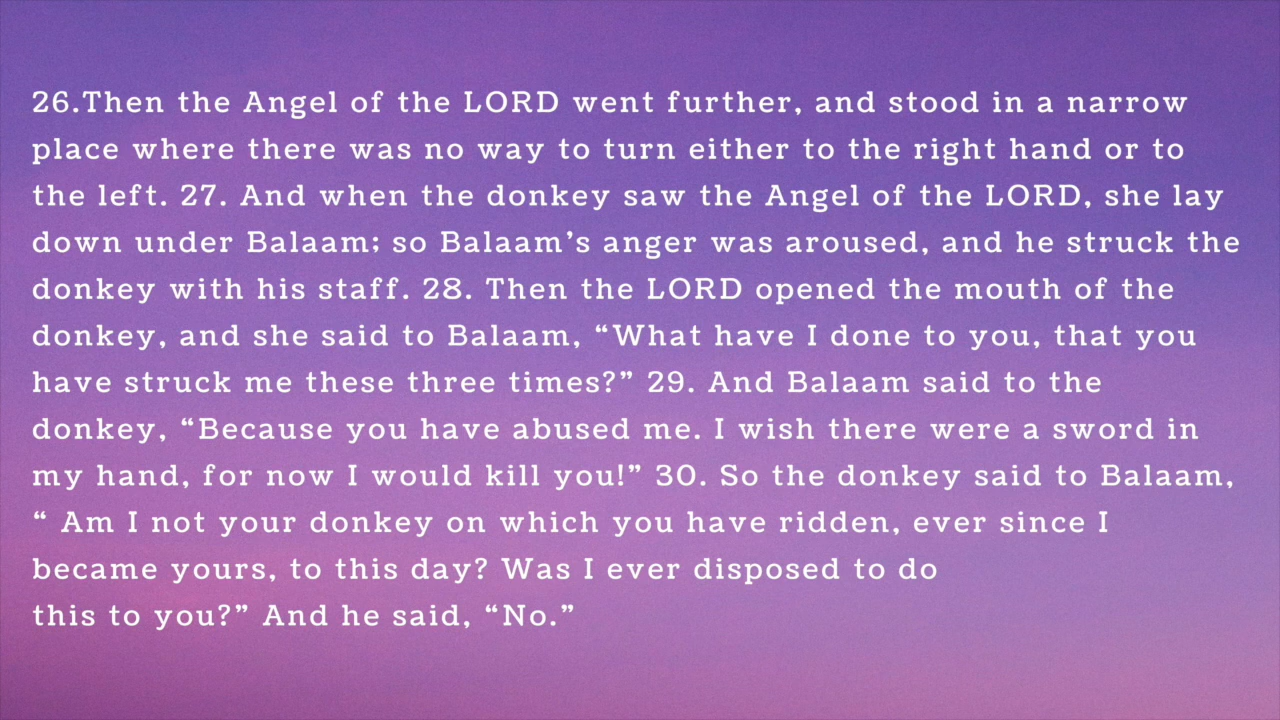 26.Then the Angel of the LORD went further, and stood in a narrow
place where there was no way to turn either to the right hand or to
the left. 27. And when the donkey saw the Angel of the LORD, she lay
down under Balaam; so Balaam’s anger was aroused, and he struck the
donkey with his staff. 28. Then the LORD opened the mouth of the
donkey, and she said to Balaam, “What have I done to you, that you
have struck me these three times?” 29. And Balaam said to the
donkey, “Because you have abused me. I wish there were a sword in
my hand, for now I would kill you!” 30. So the donkey said to Balaam,
“ Am I not your donkey on which you have ridden, ever since I
became yours, to this day? Was I ever disposed to do
this to you?” And he said, “No.”